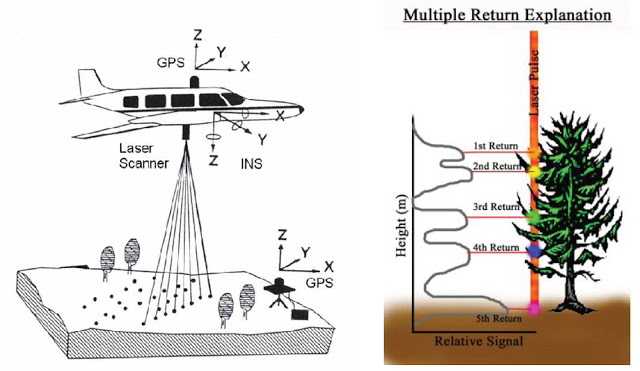 Z
Y
GPS
X
X
Y
Z
Laser
Scanner
INS
Z
Y
X
GPS
Multiple Return Explanation
Laser Pulse
1st Return
2nd Return
3rd Return
4th Return
5th Return
Height (m)
Relative Signal